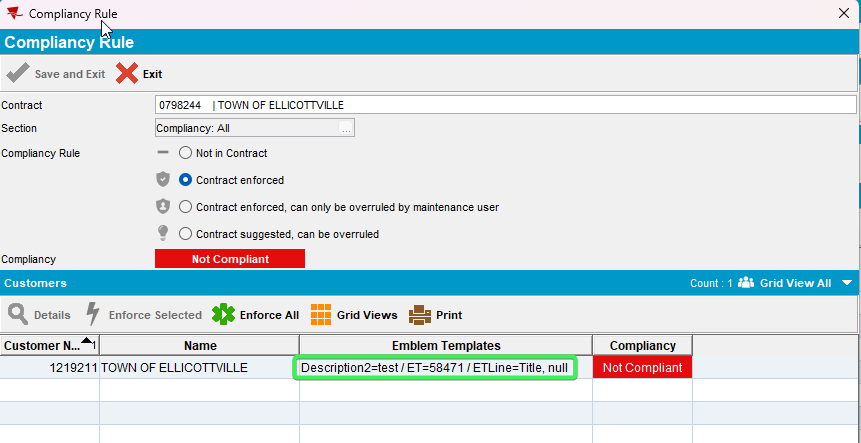 Compliancy Rule
Compliancy Rule
Save and Exit Exit
Contract 0798244 | TOWN OF ELLICOTTVILLE
Section Compliancy: All ...
Compliancy Rule Not in Contract
Contract enforced
Contract enforced, can only be overruled by maintenance user
Contract suggested, can be overruled
Compliancy Not Compliant
Customers Count : 1 Grid View All
Details Enforce Selected Enforce All Grid Views Print
Customer N... 1 Name Emblem Templates Compliancy
1219211 TOWN OF ELLICOTTVILLE Description2=test / ET=58471 / ETLine=Title, null Not Compliant